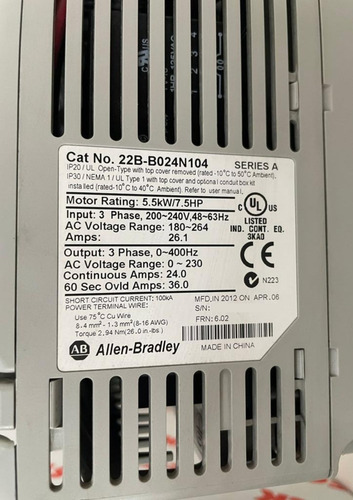 Cat No. 22B-B024N104
SERIES A
IP20 / UL Open-Type with top cover removed (rated -10°C to 50°C Ambient).
IP30 / NEMA 1 / UL Type 1 with top cover and optional conduit box kit
installed (rated-10°C to 40°C Ambient). Refer to user manual.
Motor Rating: 5.5kW/7.5HP
Input: 3 Phase, 200~240V,48~63Hz
AC Voltage Range: 180~264
Amps: 26.1
Output: 3 Phase, 0~400Hz
AC Voltage Range: 0 ~ 230
Continuous Amps: 24.0
60 Sec Ovld Amps: 36.0
C UL US
LISTED
IND. CONT. EQ.
3KA0
CE
N223
SHORT CIRCUIT CURRENT: 100kA
POWER TERMINAL WIRE:
Use 75°C Cu Wire
8.4 mm² - 1.3 mm²(8-16 AWG)
Torque 2.94 Nm(26.0 in.-lbs.)
MFD.IN 2012 ON APR.06
S/N:
FRN: 6.02
AB Allen-Bradley
MADE IN CHINA